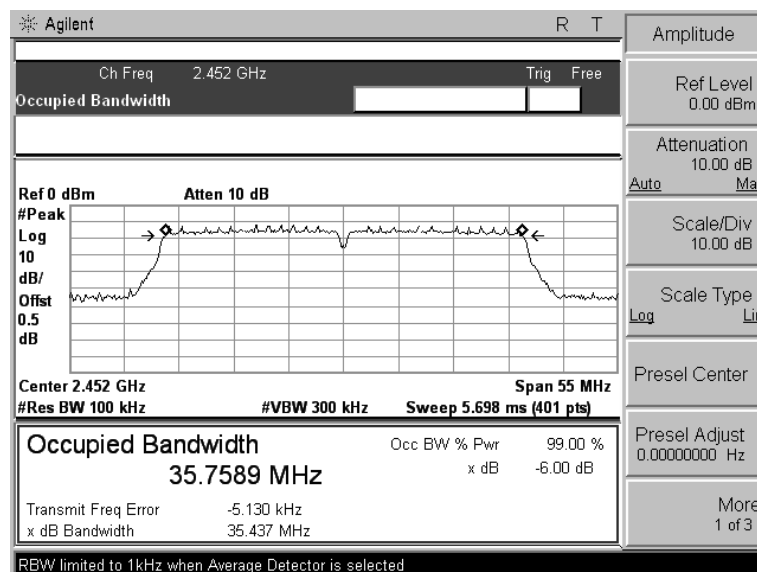 Agilent R T
Ch Freq 2.452 GHz Trig Free
Occupied Bandwidth
Ref 0 dBm Atten 10 dB
#Peak
Log
10
dB/
Offst
0.5
dB
Center 2.452 GHz Span 55 MHz
#Res BW 100 kHz #VBW 300 kHz Sweep 5.698 ms (401 pts)
Occupied Bandwidth
35.7589 MHz
Occ BW % Pwr 99.00 %
x dB -6.00 dB
Transmit Freq Error -5.130 kHz
x dB Bandwidth 35.437 MHz
RBW limited to 1kHz when Average Detector is selected
Amplitude
Ref Level
0.00 dBm
Attenuation
10.00 dB
Auto Ma
Scale/Div
10.00 dB
Scale Type
Log Li
Presel Center
Presel Adjust
0.00000000 Hz
More
1 of 3